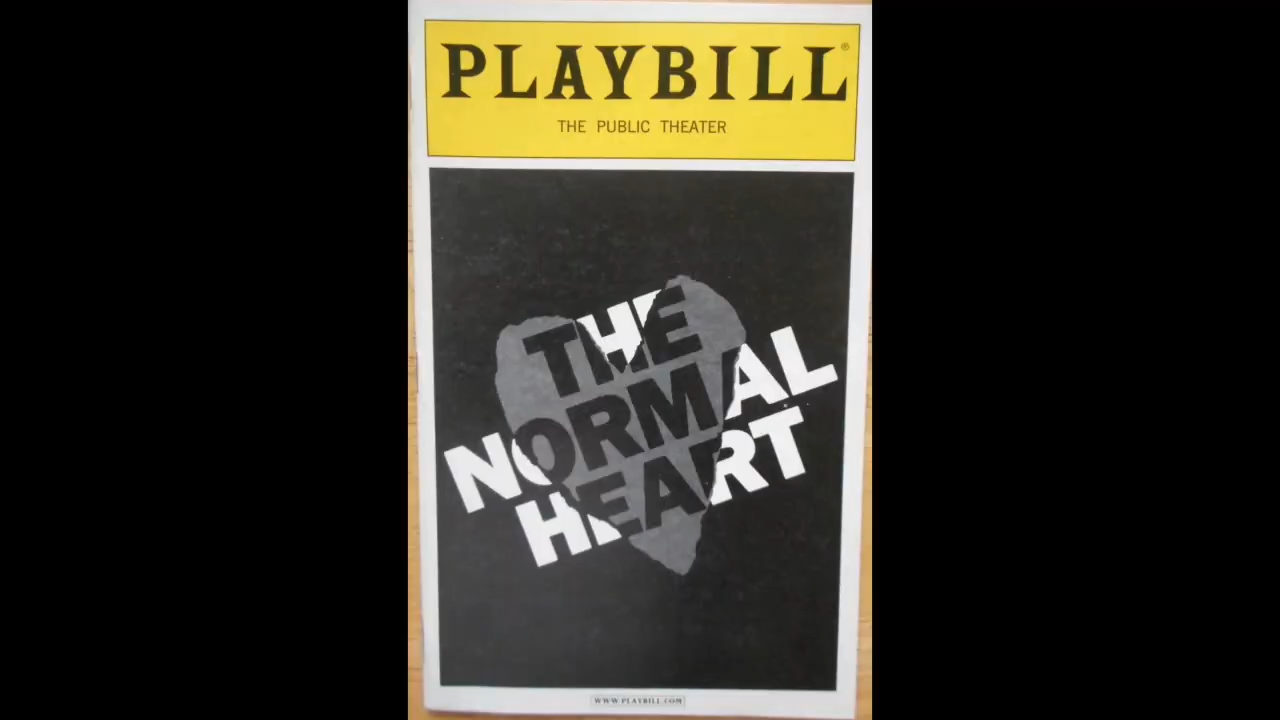 PLAYBILL®
THE PUBLIC THEATER
THE
NORMAL
HEART
WWW.PLAYBILL.COM